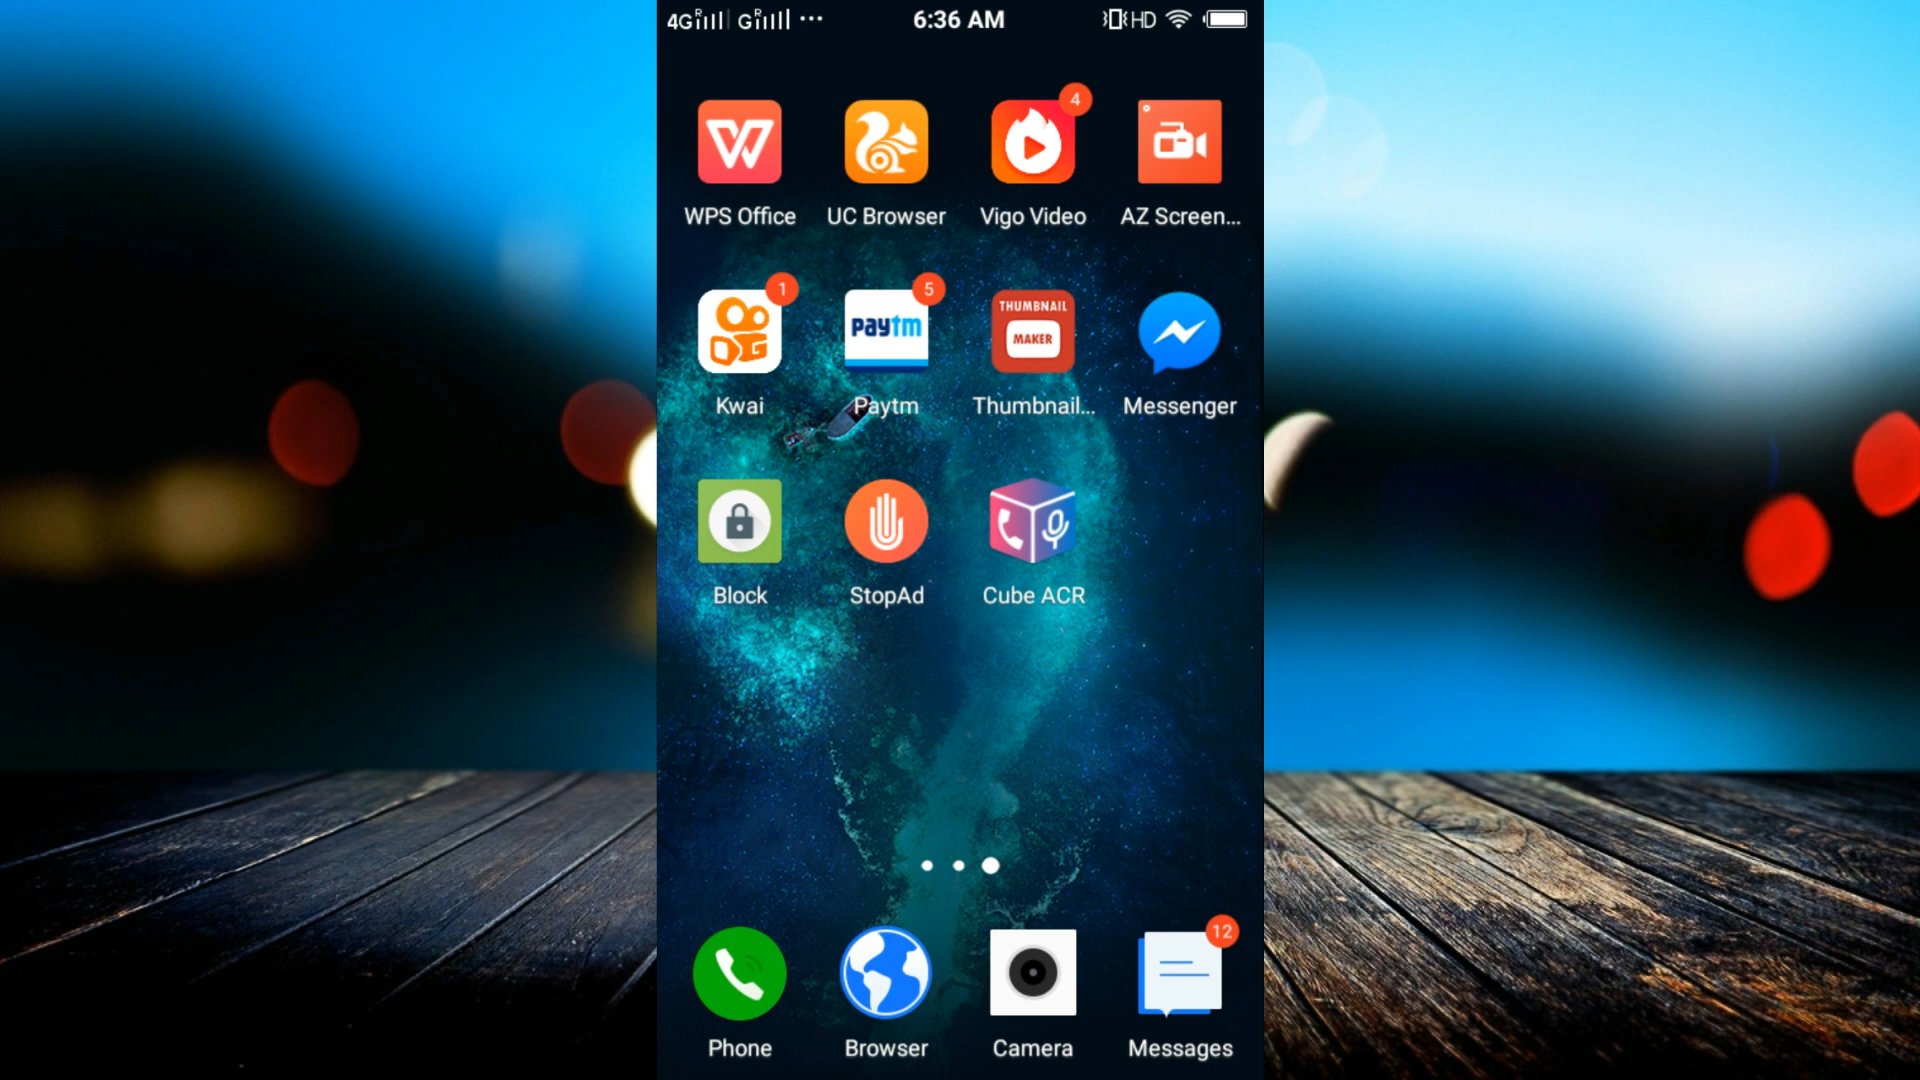 4G R G R ... 6:36 AM HD
4
WPS Office UC Browser Vigo Video AZ Screen...
1 5
paytm THUMBNAIL MAKER
Kwai Paytm Thumbnail... Messenger
Block StopAd Cube ACR
12
Phone Browser Camera Messages